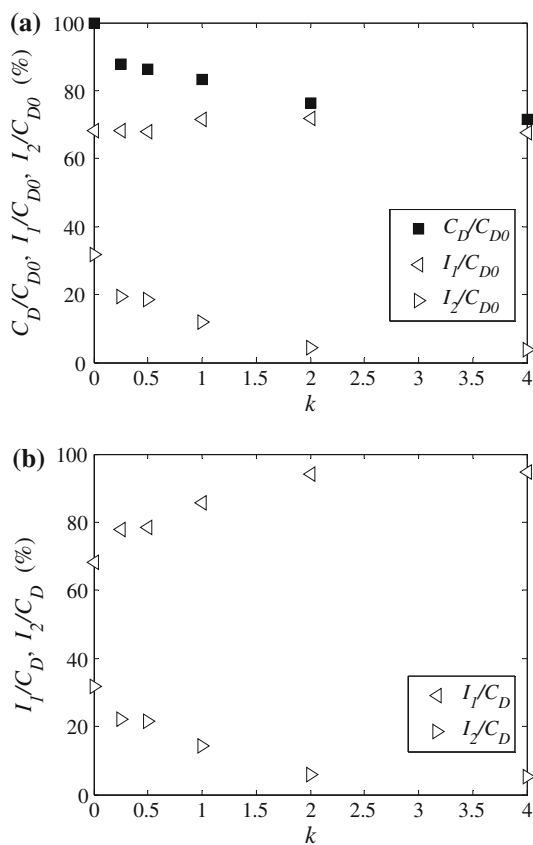 (a)
C_D/C_D0, I_1/C_D0, I_2/C_D0 (%)
100
80
60
40
20
0
C_D/C_D0
I_1/C_D0
I_2/C_D0
0 0.5 1 1.5 2 2.5 3 3.5 4
k
(b)
I_1/C_D, I_2/C_D (%)
100
80
60
40
20
0
I_1/C_D
I_2/C_D
0 0.5 1 1.5 2 2.5 3 3.5 4
k